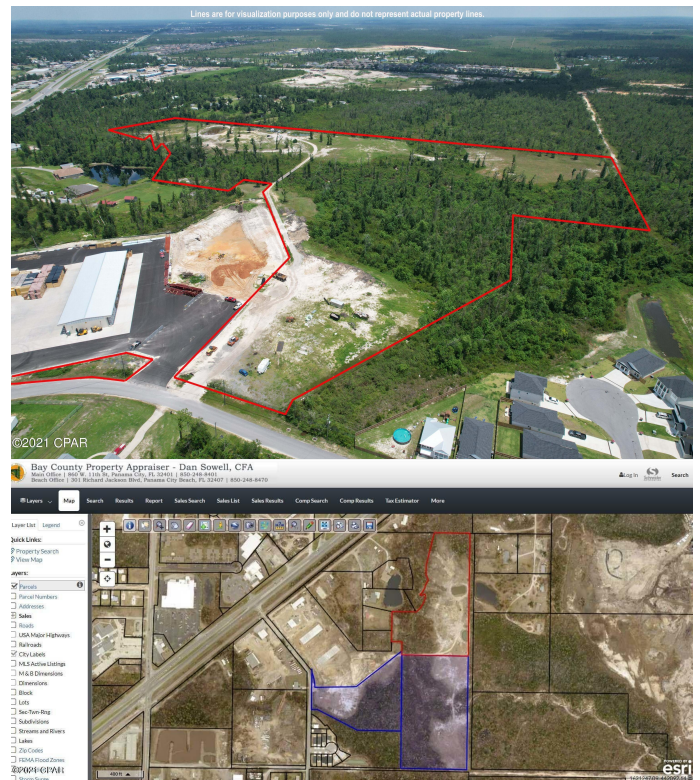 Lines are for visualization purposes only and do not represent actual property lines.
©2021 CPAR
Bay County Property Appraiser - Dan Sowell, CFA
Main Office | 860 W. 11th St, Panama City, FL 32401 | 850-248-8401
Beach Office | 301 Richard Jackson Blvd, Panama City Beach, FL 32407 | 850-248-8470
Log in
Search
Layers
Map
Search
Results
Report
Sales Search
Sales List
Sales Results
Comp Search
Comp Results
Tax Estimator
More
Layer List
Legend
Quick Links:
Property Search
View Map
Layers:
Parcels
Parcel Numbers
Addresses
Sales
Roads
USA Major Highways
Railroads
City Labels
MLS Active Listings
M & B Dimensions
Dimensions
Block
Lots
Sec-Twn-Rng
Subdivisions
Streams and Rivers
Lakes
Zip Codes
FEMA Flood Zones
©2021 CPAR
400 ft
POWERED BY
esri